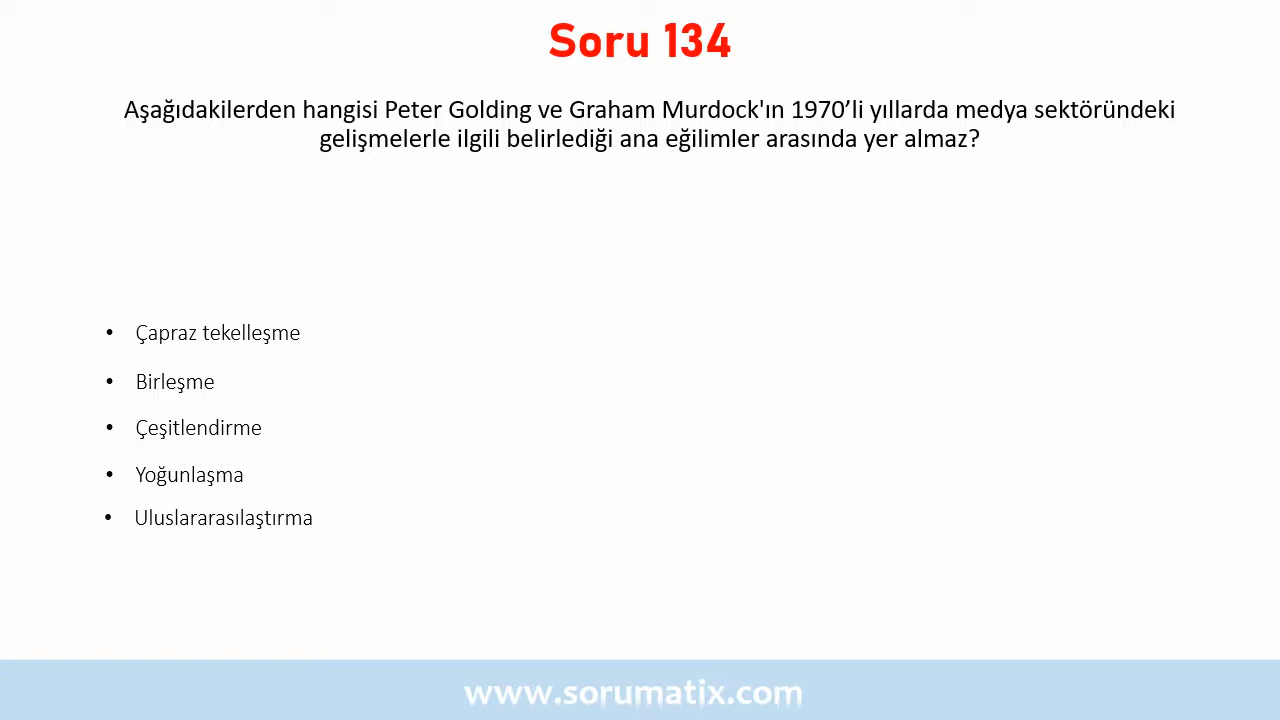 Soru 134
Aşağıdakilerden hangisi Peter Golding ve Graham Murdock'ın 1970’li yıllarda medya sektöründeki
gelişmelerle ilgili belirlediği ana eğilimler arasında yer almaz?
• Çapraz tekelleşme
• Birleşme
• Çeşitlendirme
• Yoğunlaşma
• Uluslararasılaştırma
www.sorumatix.com